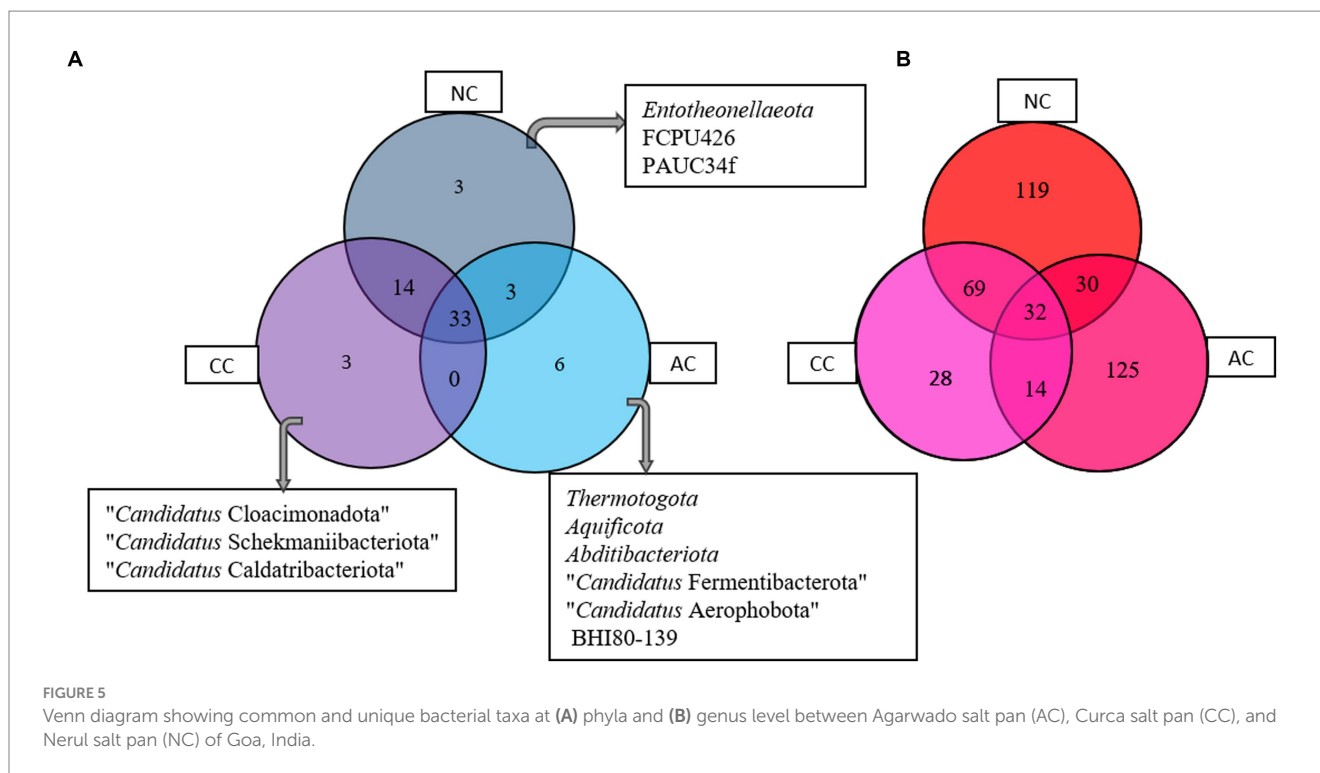 A
B
NC
NC
Entotheonellaeota
FCPU426
PAUC34f
3
119
14
3
33
69
30
32
CC
3
0
6
AC
CC
28
14
125
AC
"Candidatus Cloacimonadota"
"Candidatus Schekmaniibacteriota"
"Candidatus Caldatribacteriota"
Thermotogota
Aquificota
Abditibacteriota
"Candidatus Fermentibacterota"
"Candidatus Aerophobota"
BHI80-139
FIGURE 5
Venn diagram showing common and unique bacterial taxa at (A) phyla and (B) genus level between Agarwado salt pan (AC), Curca salt pan (CC), and
Nerul salt pan (NC) of Goa, India.